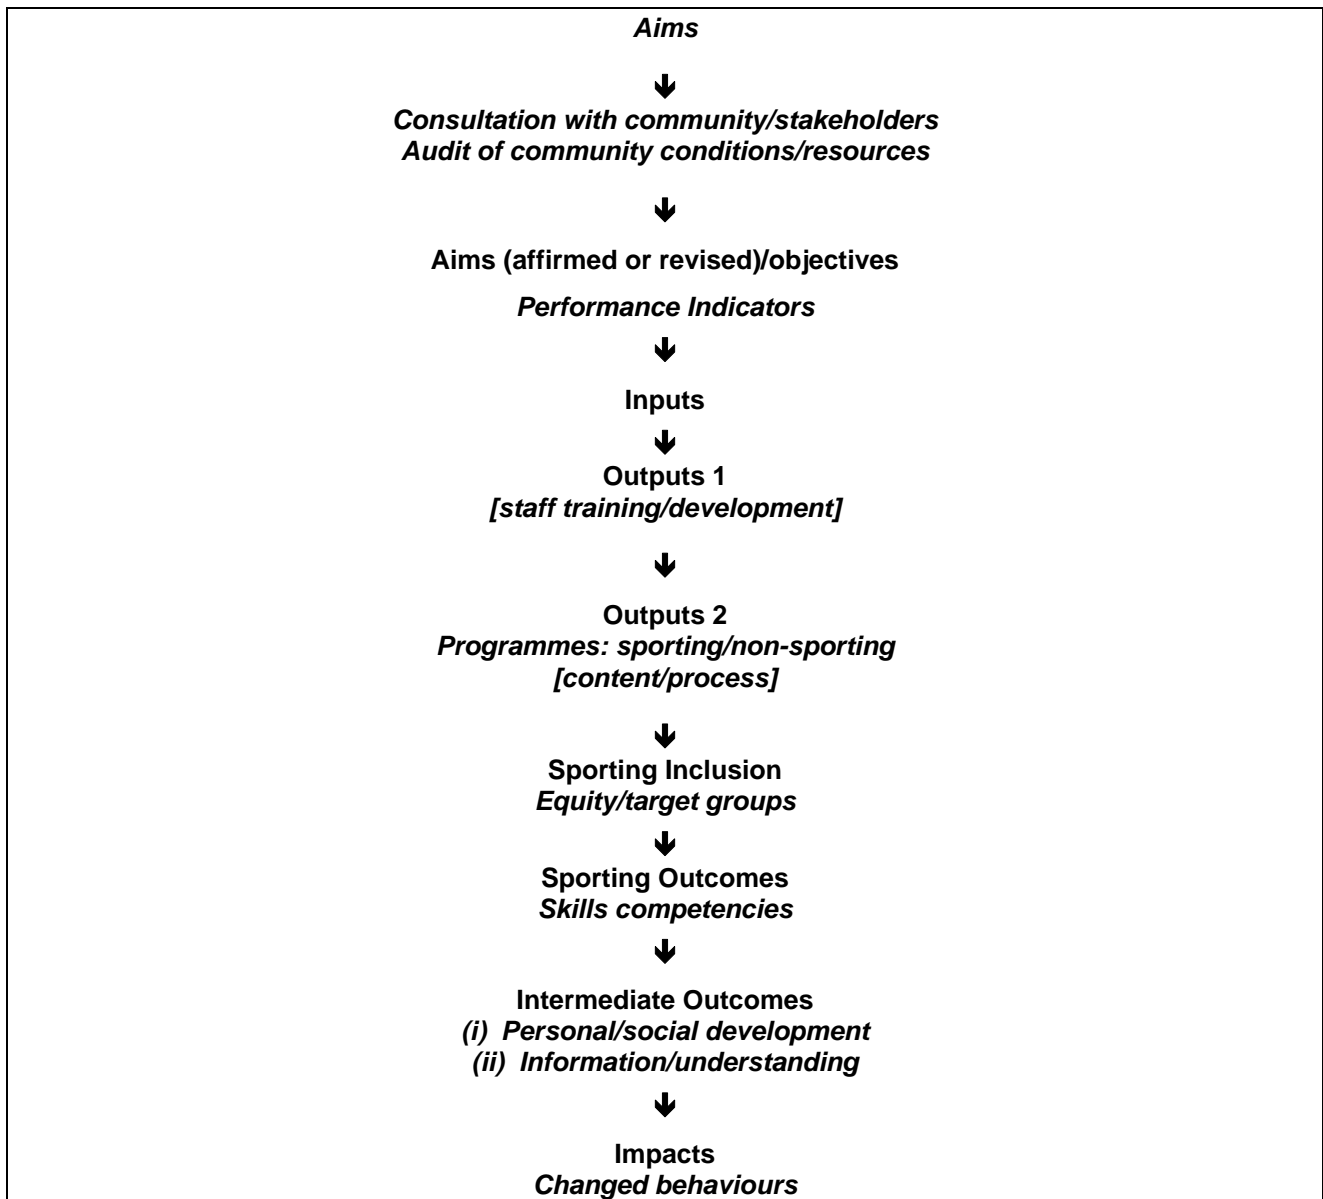 Aims
Consultation with community/stakeholders
Audit of community conditions/resources
Aims (affirmed or revised)/objectives
Performance Indicators
Inputs
Outputs 1
[staff training/development]
Outputs 2
Programmes: sporting/non-sporting
[content/process]
Sporting Inclusion
Equity/target groups
Sporting Outcomes
Skills competencies
Intermediate Outcomes
(i) Personal/social development
(ii) Information/understanding
Impacts
Changed behaviours